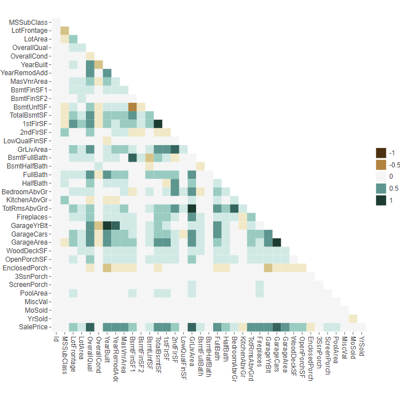 MSSubClass
LotFrontage
LotArea
OverallQual
OverallCond
YearBuilt
YearRemodAdd
MasVnrArea
BsmtFinSF1
BsmtFinSF2
BsmtUnfSF
TotalBsmtSF
1stFlrSF
2ndFlrSF
LowQualFinSF
GrLivArea
BsmtFullBath
BsmtHalfBath
FullBath
HalfBath
BedroomAbvGr
KitchenAbvGr
TotRmsAbvGrd
Fireplaces
GarageYrBlt
GarageCars
GarageArea
WoodDeckSF
OpenPorchSF
EnclosedPorch
3SsnPorch
ScreenPorch
PoolArea
MiscVal
MoSold
YrSold
SalePrice
Id
MSSubClass
LotFrontage
LotArea
OverallQual
OverallCond
YearBuilt
YearRemodAdd
MasVnrArea
BsmtFinSF1
BsmtFinSF2
BsmtUnfSF
TotalBsmtSF
1stFlrSF
2ndFlrSF
LowQualFinSF
GrLivArea
BsmtFullBath
BsmtHalfBath
FullBath
HalfBath
BedroomAbvGr
KitchenAbvGr
TotRmsAbvGrd
Fireplaces
GarageYrBlt
GarageCars
GarageArea
WoodDeckSF
OpenPorchSF
EnclosedPorch
3SsnPorch
ScreenPorch
PoolArea
MiscVal
MoSold
YrSold
-1
-0.5
0
0.5
1